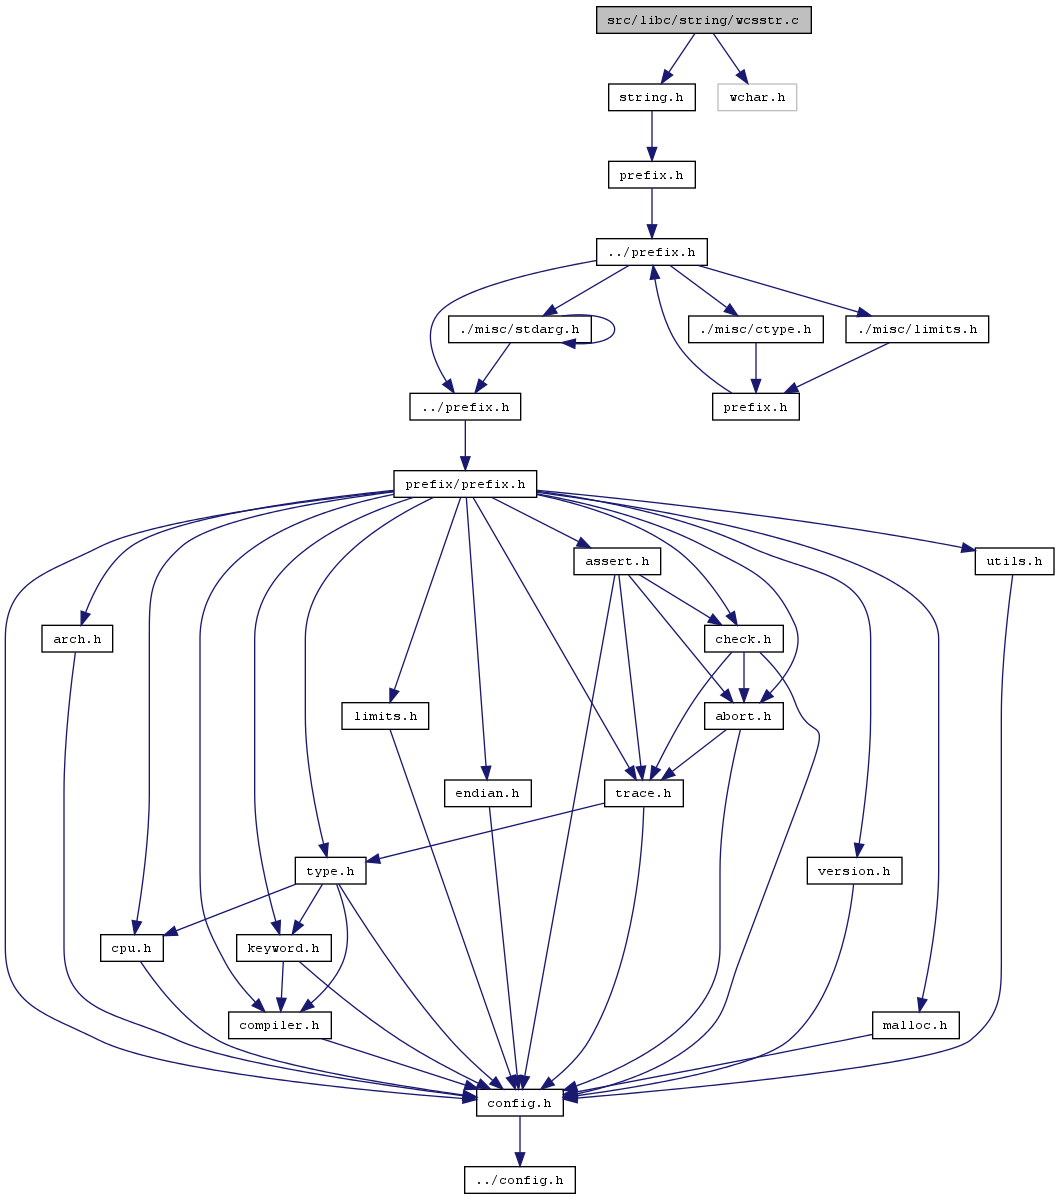 src/libc/string/wcsstr.c
string.h
wchar.h
prefix.h
../prefix.h
./misc/stdarg.h
./misc/ctype.h
./misc/limits.h
../prefix.h
prefix.h
prefix/prefix.h
assert.h
utils.h
arch.h
check.h
limits.h
abort.h
endian.h
trace.h
type.h
version.h
cpu.h
keyword.h
compiler.h
malloc.h
config.h
../config.h